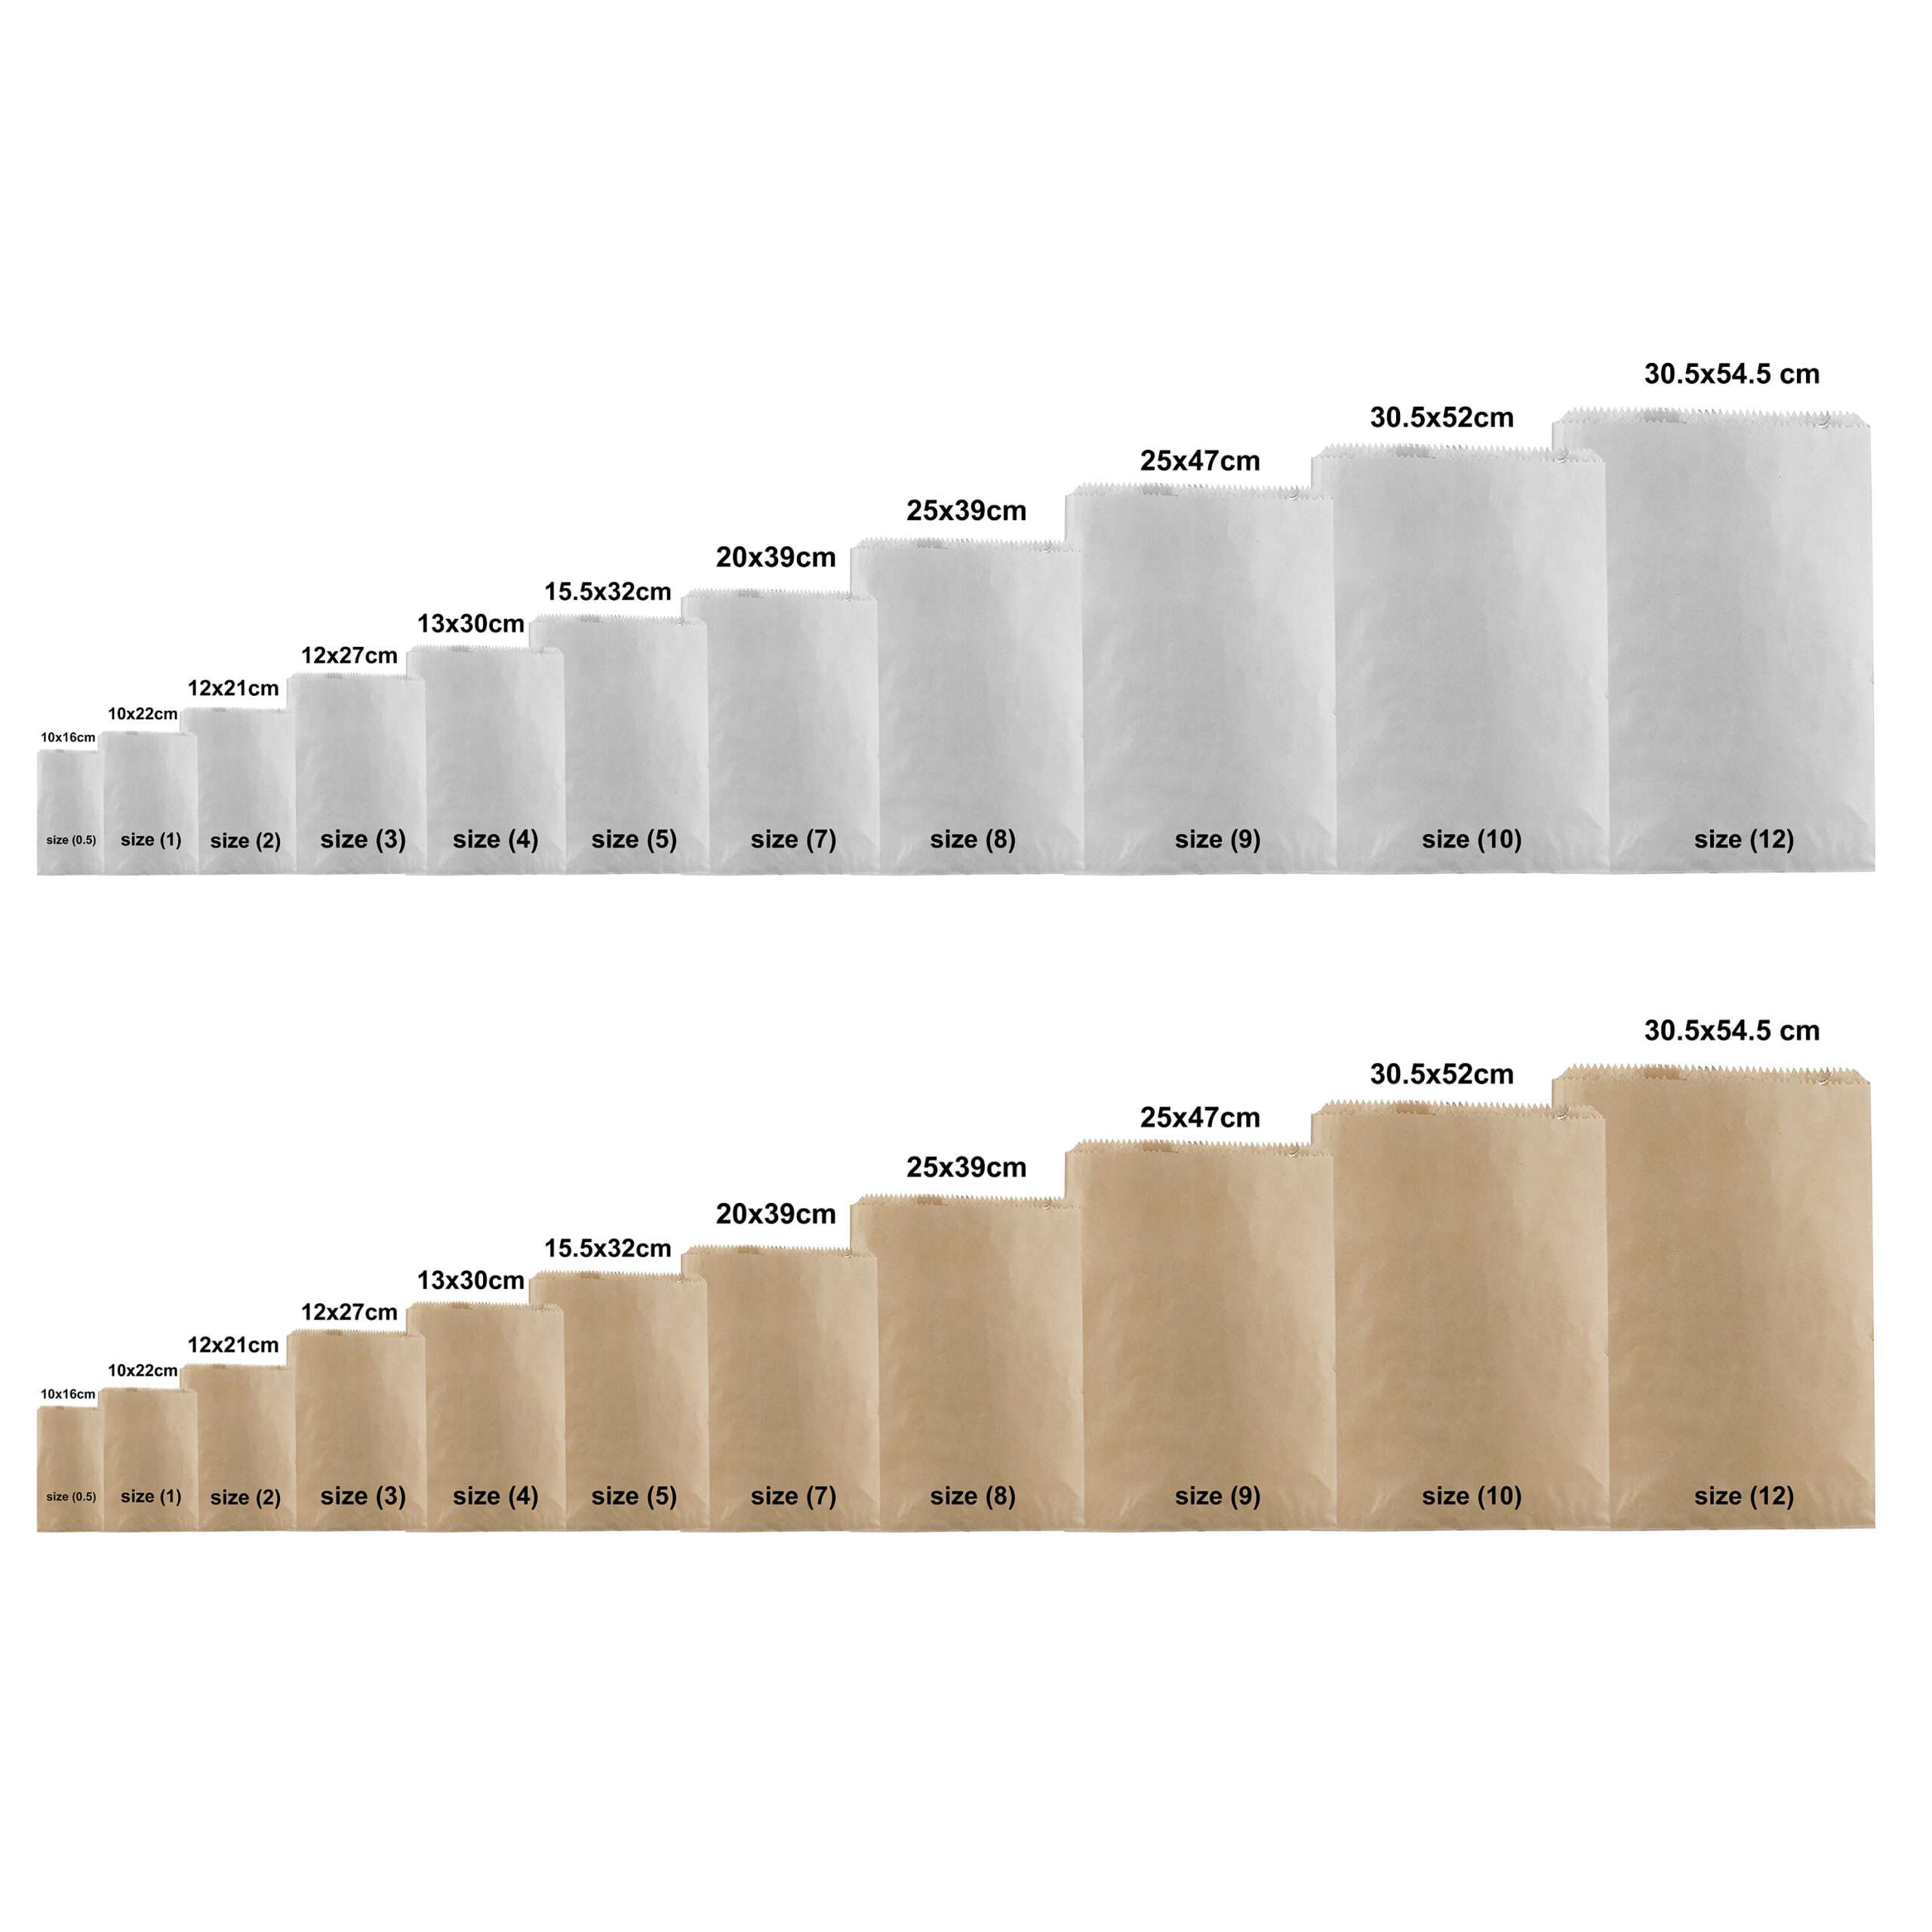 30.5x54.5 cm
30.5x52cm
25x47cm
25x39cm
20x39cm
15.5x32cm
13x30cm
12x27cm
12x21cm
10x22cm
10x16cm
size (0.5) size (1) size (2) size (3) size (4) size (5) size (7) size (8) size (9) size (10) size (12)
30.5x54.5 cm
30.5x52cm
25x47cm
25x39cm
20x39cm
15.5x32cm
13x30cm
12x27cm
12x21cm
10x22cm
10x16cm
size (0.5) size (1) size (2) size (3) size (4) size (5) size (7) size (8) size (9) size (10) size (12)